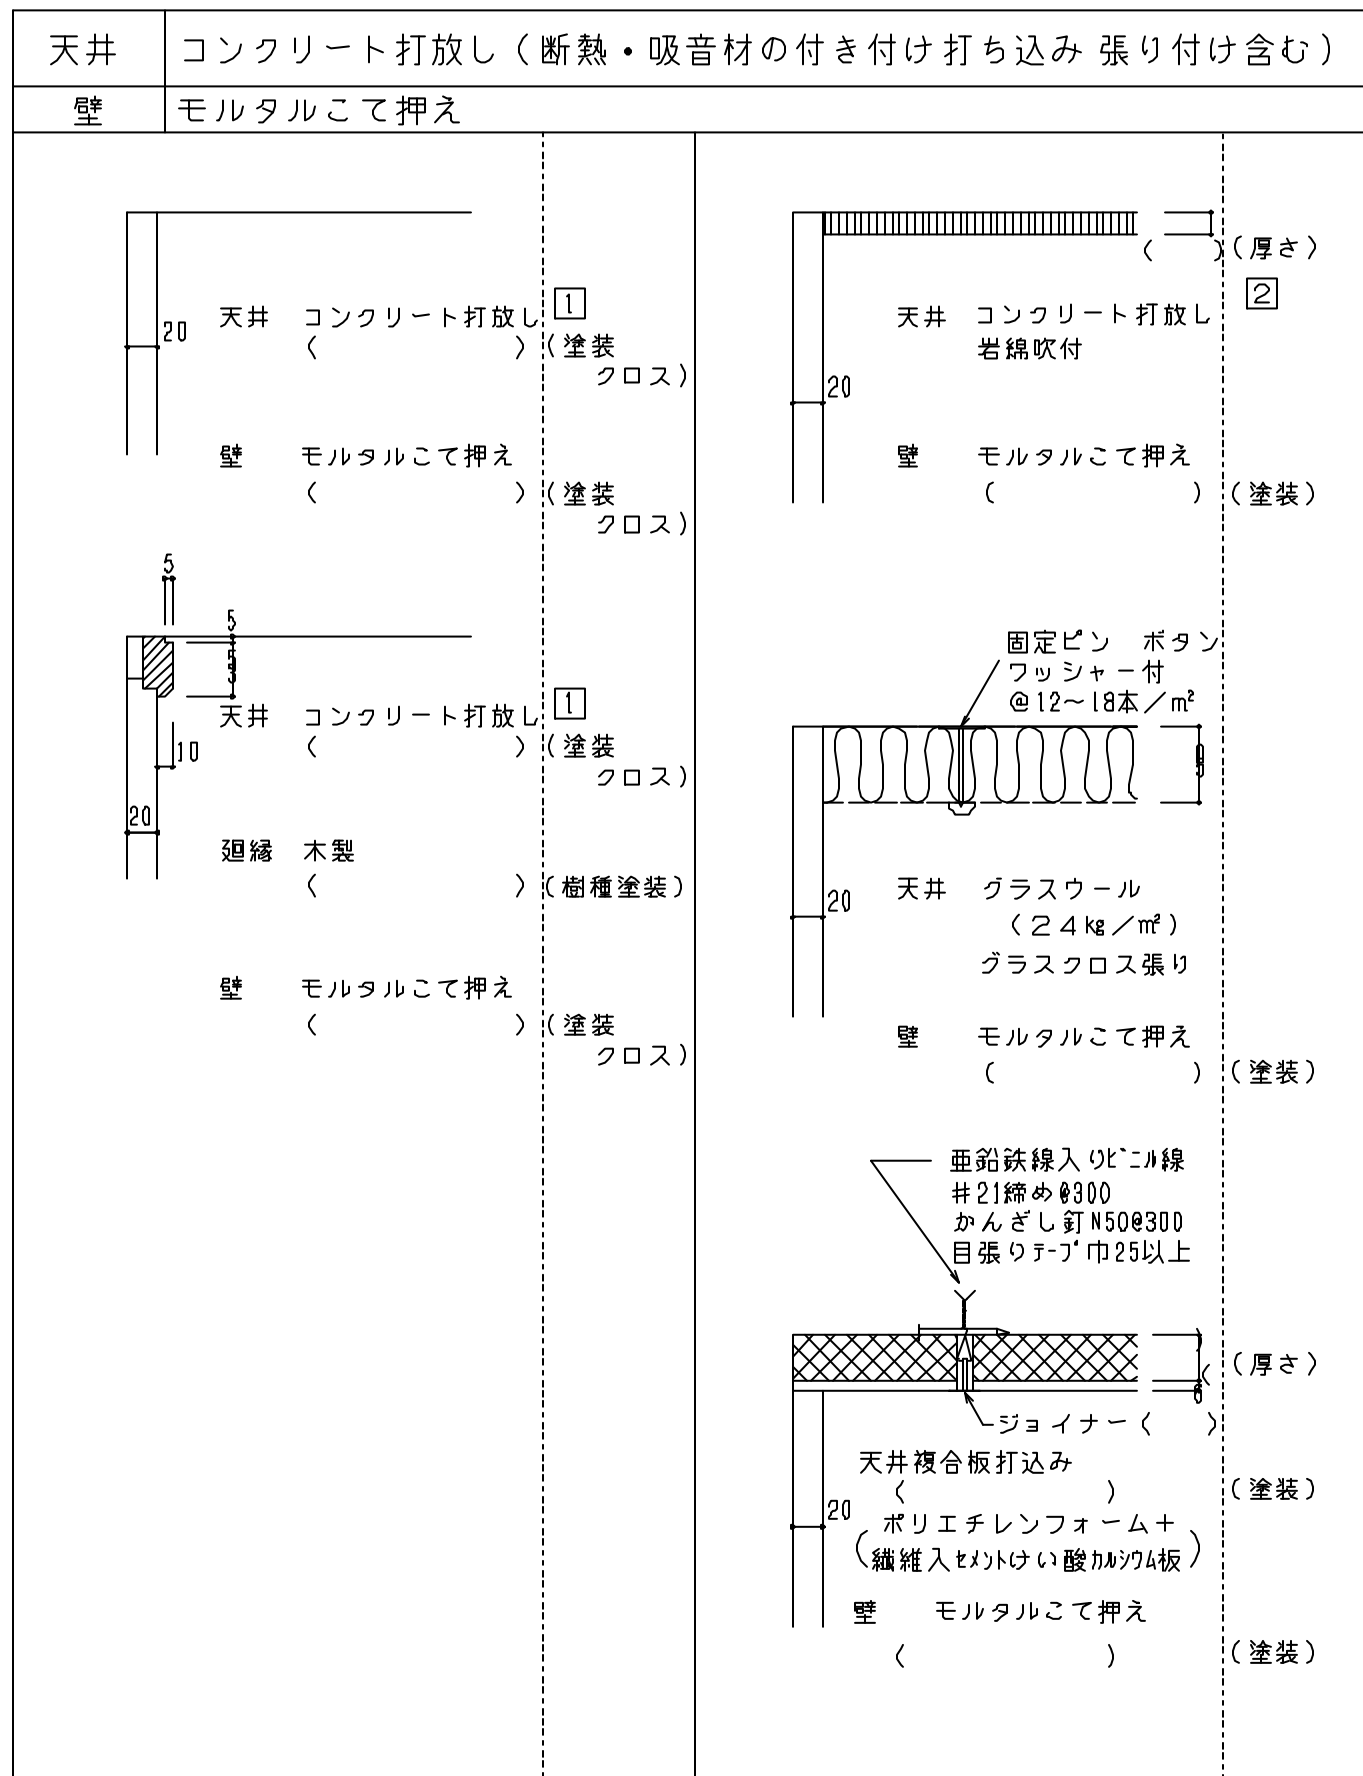 天井 コンクリート打放し（断熱・吸音材の付き付け打ち込み 張り付け含む）
壁 モルタルこて押え
20
天井 コンクリート打放し 1
（ ）（塗装
クロス）
壁 モルタルこて押え
（ ）（塗装
クロス）
5
5
天井 コンクリート打放し 1
（ ）（塗装
クロス）
10
20
廻縁 木製
（ ）（樹種塗装）
壁 モルタルこて押え
（ ）（塗装
クロス）
（ ）（厚さ）
2
天井 コンクリート打放し
岩綿吹付
20
壁 モルタルこて押え
（ ）（塗装）
固定ピン ボタン
ワッシャー付
@12～18本／㎡
20
天井 グラスウール
（２４㎏／㎡）
グラスクロス張り
壁 モルタルこて押え
（ ）（塗装）
亜鉛鉄線入りﾋﾞﾆﾙ線
#21締め@300
かんざし釘N50@300
目張りﾃｰﾌﾟ巾25以上
（ ）（厚さ）
6
ジョイナー（ ）
天井複合板打込み
（ ）（塗装）
20
（ポリエチレンフォーム＋
繊維入ｾﾒﾝﾄけい酸ｶﾙｼｳﾑ板）
壁 モルタルこて押え
（ ）（塗装）